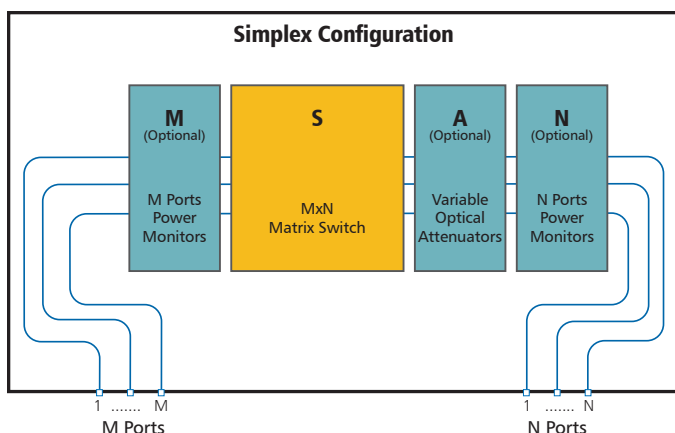 Simplex Configuration
M
(Optional)
M Ports
Power
Monitors
S
MxN
Matrix Switch
A
(Optional)
Variable
Optical
Attenuators
N
(Optional)
N Ports
Power
Monitors
1 ....... M
M Ports
1 ....... N
N Ports